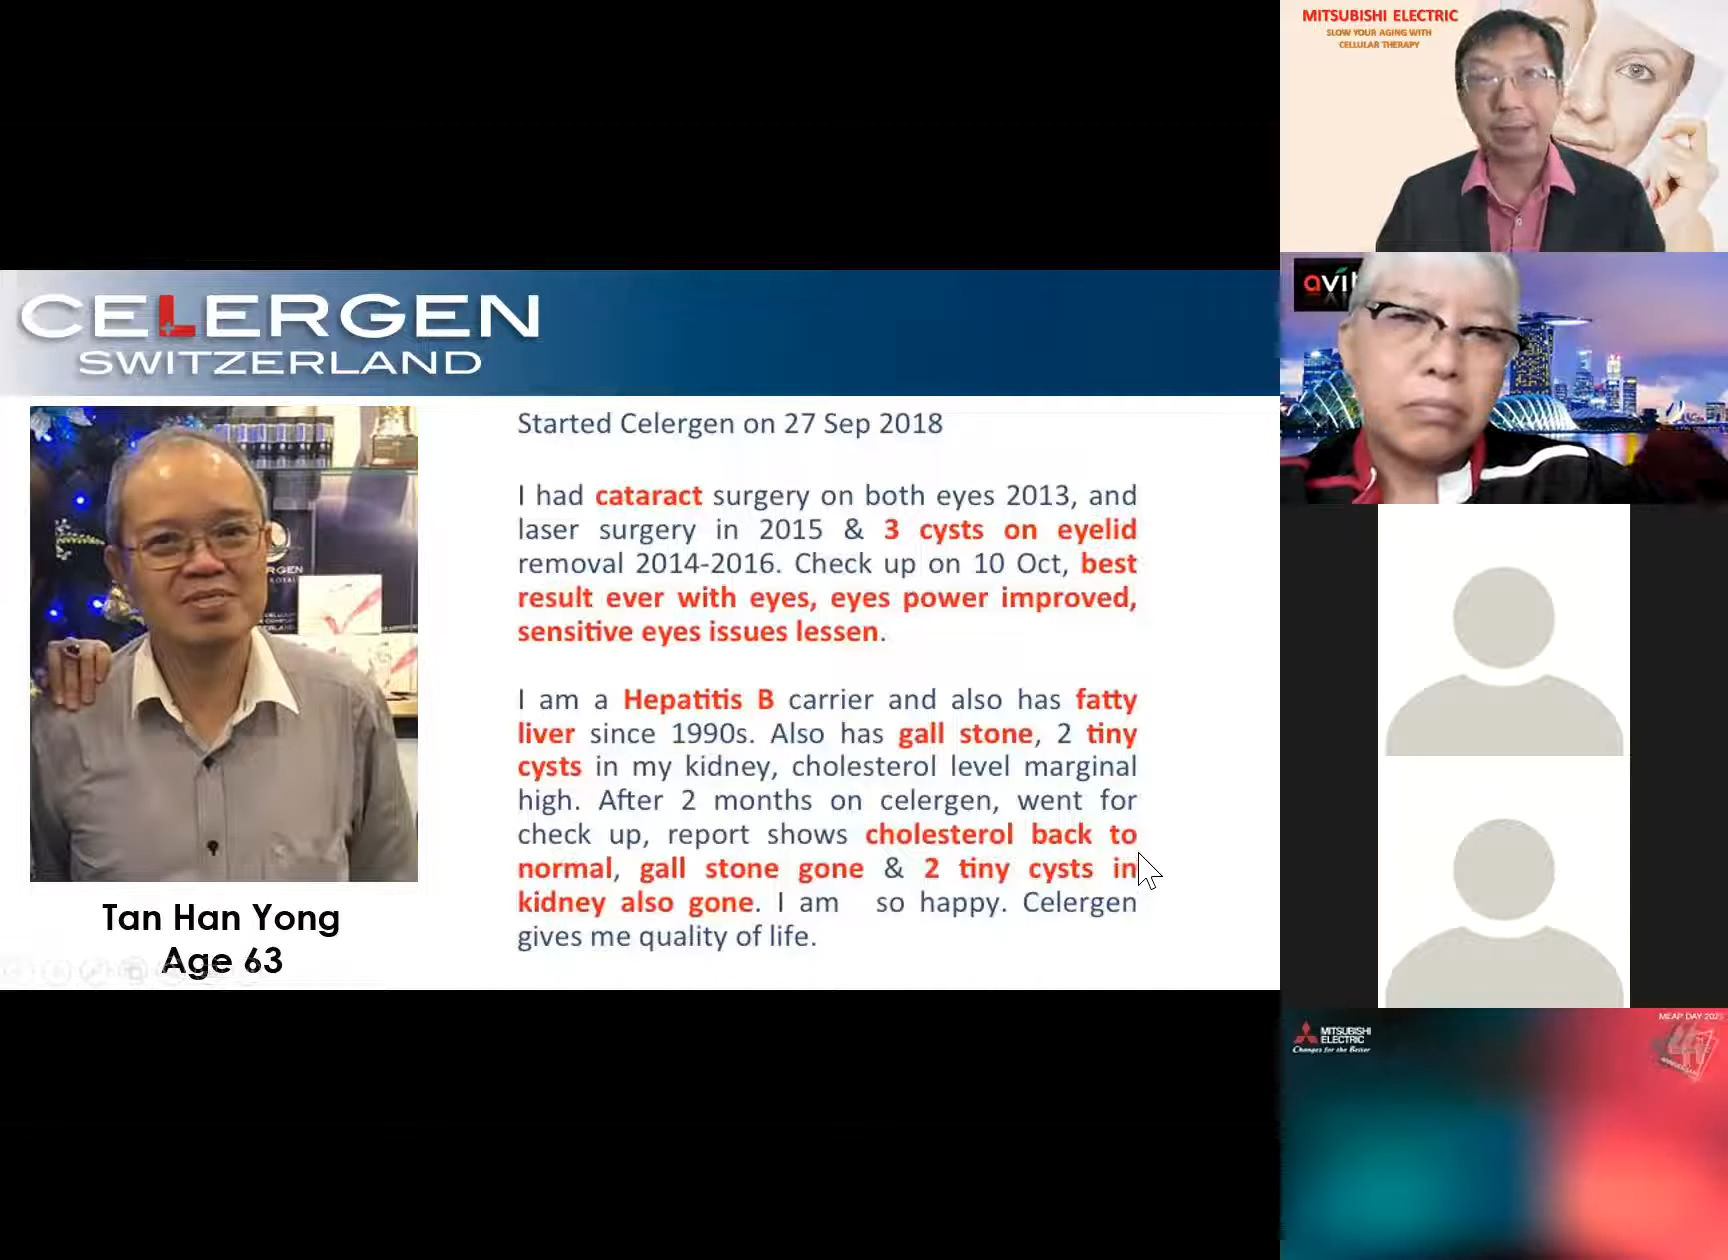 CELERGEN
SWITZERLAND
Started Celergen on 27 Sep 2018
I had cataract surgery on both eyes 2013, and
laser surgery in 2015 & 3 cysts on eyelid
removal 2014-2016. Check up on 10 Oct, best
result ever with eyes, eyes power improved,
sensitive eyes issues lessen.
I am a Hepatitis B carrier and also has fatty
liver since 1990s. Also has gall stone, 2 tiny
cysts in my kidney, cholesterol level marginal
high. After 2 months on celergen, went for
check up, report shows cholesterol back to
normal, gall stone gone & 2 tiny cysts in
kidney also gone. I am so happy. Celergen
gives me quality of life.
Tan Han Yong
Age 63
MITSUBISHI ELECTRIC
SLOW YOUR AGING WITH
CELLULAR THERAPY
MITSUBISHI
ELECTRIC
Changes for the Better
MEAP DAY